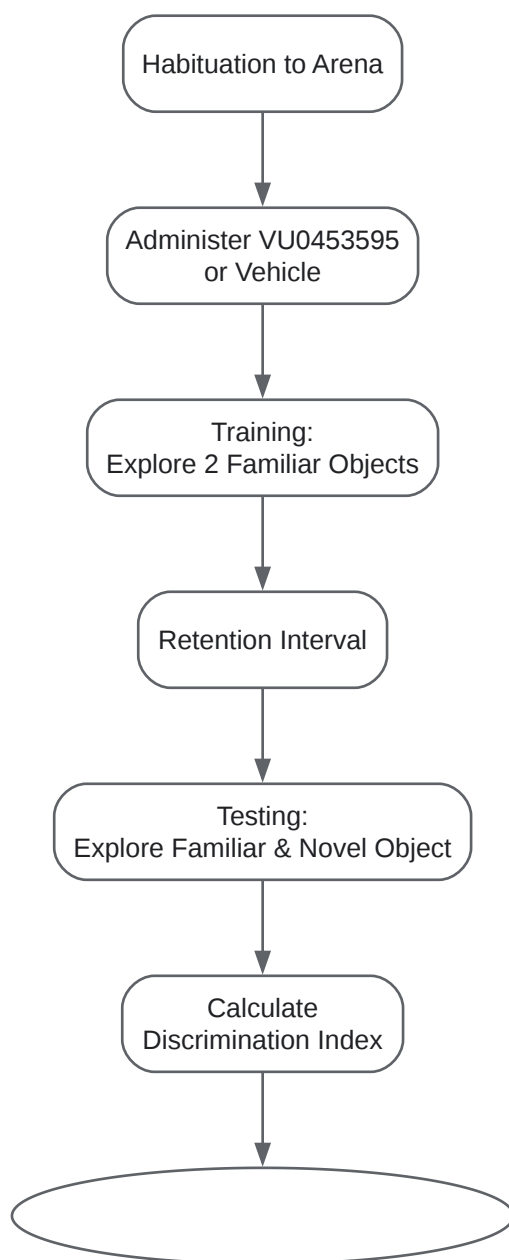 Habituation to Arena
Administer VU0453595
or Vehicle
Training:
Explore 2 Familiar Objects
Retention Interval
Testing:
Explore Familiar & Novel Object
Calculate
Discrimination Index